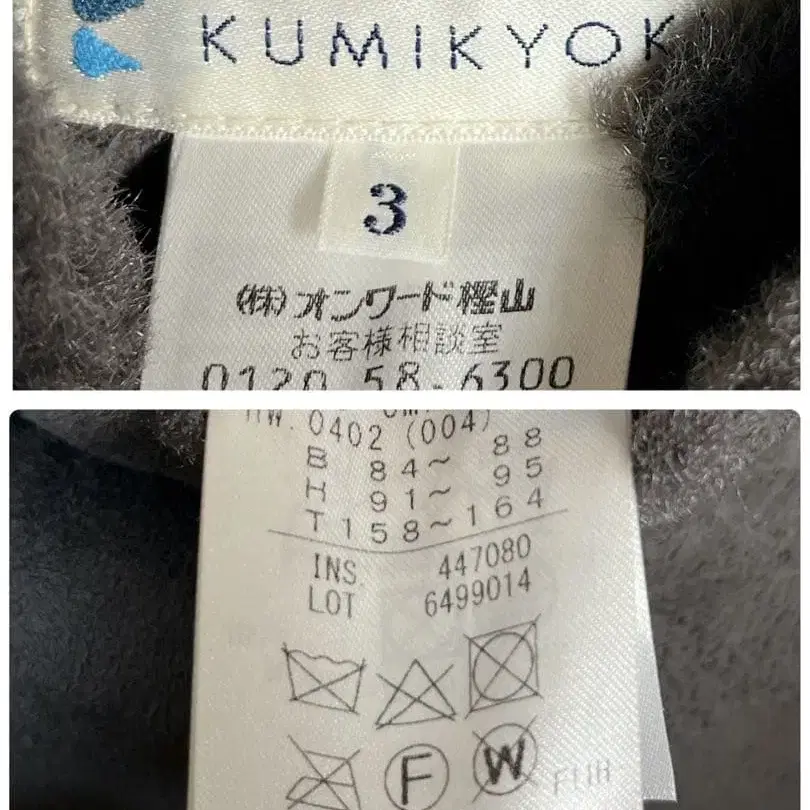 KUMIKYOK
3
(株)オンワード樫山
お客様相談室
0120 58-6300
0402 (004)
B 84～ 88
H 91～ 95
T158～164
INS 447080
LOT 6499014
F W